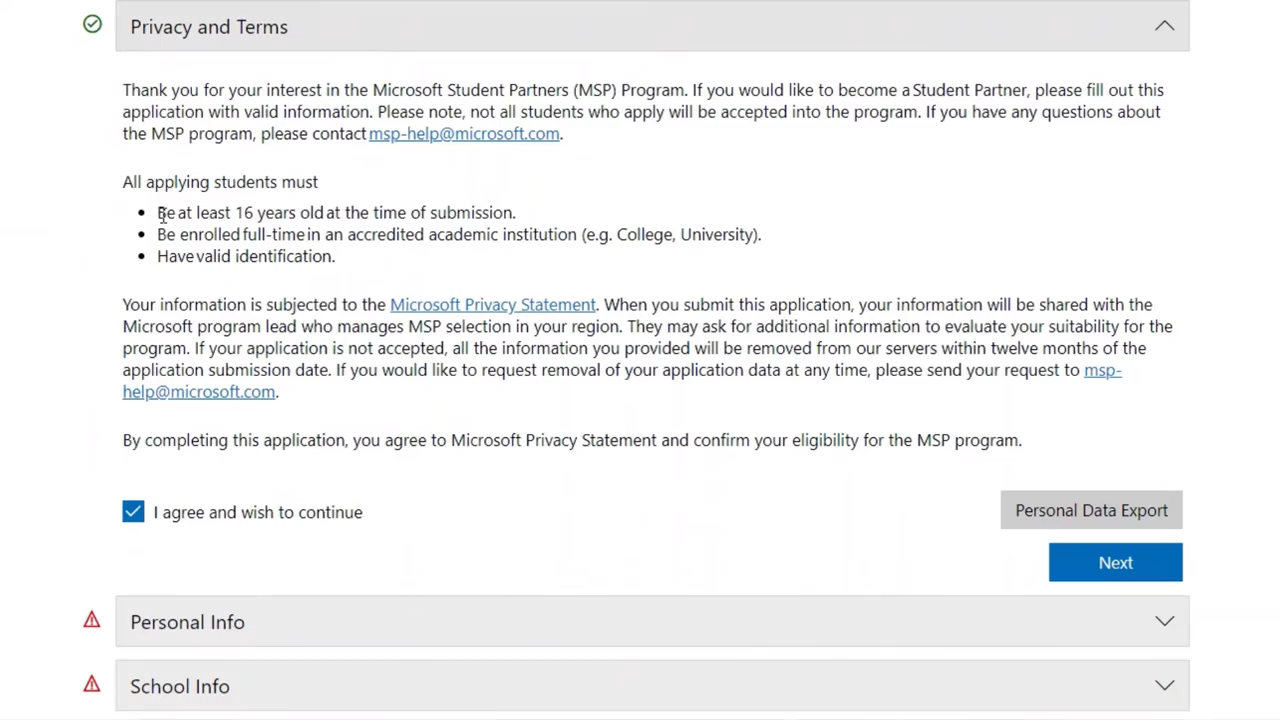 Privacy and Terms
Thank you for your interest in the Microsoft Student Partners (MSP) Program. If you would like to become a Student Partner, please fill out this
application with valid information. Please note, not all students who apply will be accepted into the program. If you have any questions about
the MSP program, please contact msp-help@microsoft.com.
All applying students must
• Be at least 16 years old at the time of submission.
• Be enrolled full-time in an accredited academic institution (e.g. College, University).
• Have valid identification.
Your information is subjected to the Microsoft Privacy Statement. When you submit this application, your information will be shared with the
Microsoft program lead who manages MSP selection in your region. They may ask for additional information to evaluate your suitability for the
program. If your application is not accepted, all the information you provided will be removed from our servers within twelve months of the
application submission date. If you would like to request removal of your application data at any time, please send your request to msp-
help@microsoft.com.
By completing this application, you agree to Microsoft Privacy Statement and confirm your eligibility for the MSP program.
I agree and wish to continue
Personal Data Export
Next
Personal Info
School Info